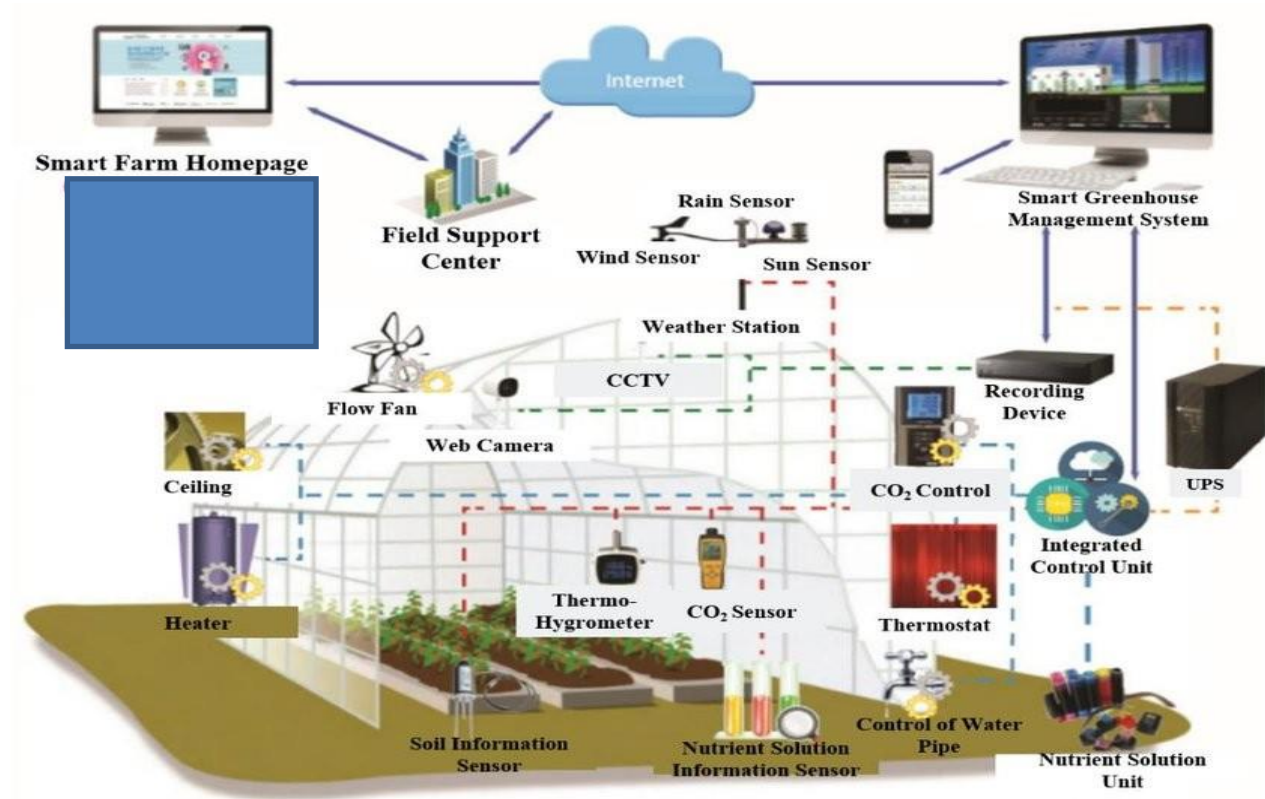 Internet
Smart Farm Homepage
Field Support
Center
Rain Sensor
Wind Sensor
Sun Sensor
Weather Station
Smart Greenhouse
Management System
Flow Fan
CCTV
Web Camera
Recording
Device
UPS
Ceiling
CO₂ Control
Integrated
Control Unit
Heater
Thermo-
Hygrometer
CO₂ Sensor
Thermostat
Soil Information
Sensor
Nutrient Solution
Information Sensor
Control of Water
Pipe
Nutrient Solution
Unit